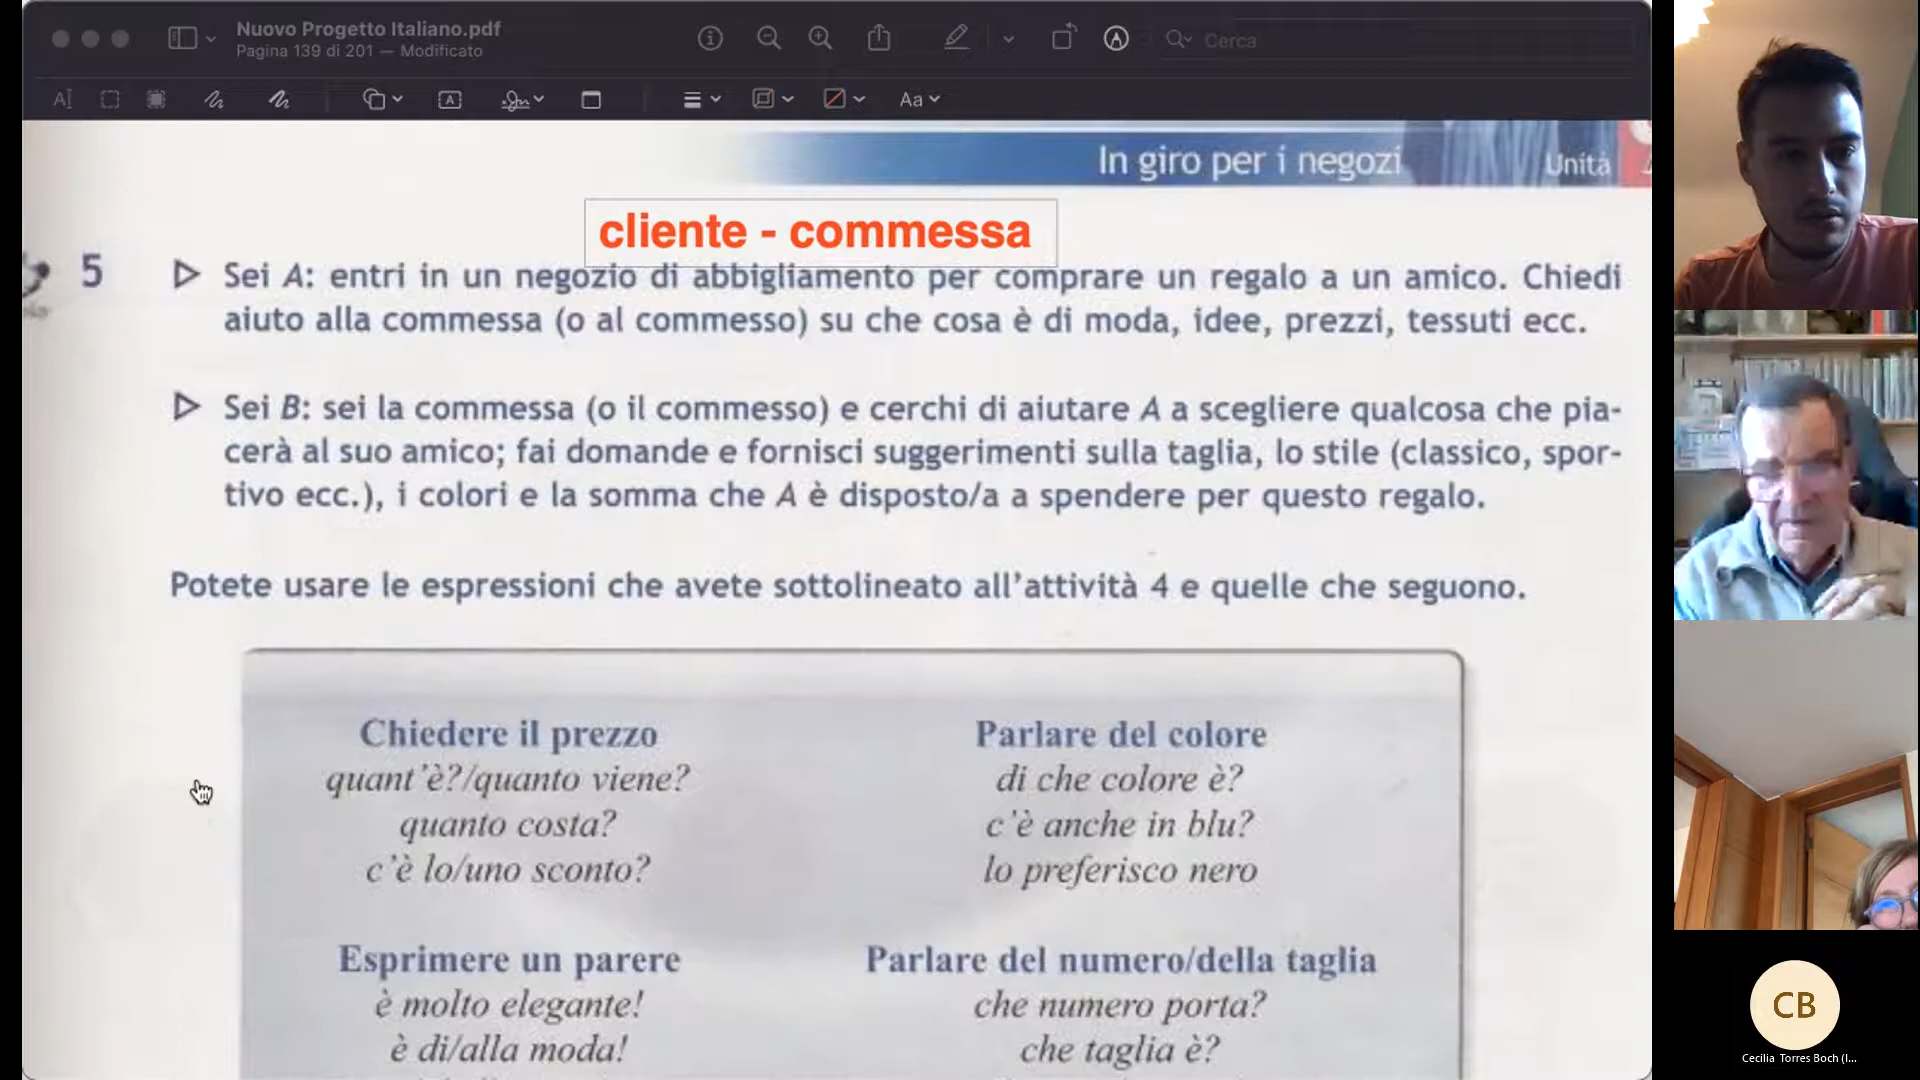 Nuovo Progetto Italiano.pdf
Pagina 139 di 201 — Modificato
Cerca
Aa
In giro per i negozi
Unità
cliente - commessa
5
Sei A: entri in un negozio di abbigliamento per comprare un regalo a un amico. Chiedi
aiuto alla commessa (o al commesso) su che cosa è di moda, idee, prezzi, tessuti ecc.
Sei B: sei la commessa (o il commesso) e cerchi di aiutare A a scegliere qualcosa che pia-
cerà al suo amico; fai domande e fornisci suggerimenti sulla taglia, lo stile (classico, spor-
tivo ecc.), i colori e la somma che A è disposto/a a spendere per questo regalo.
Potete usare le espressioni che avete sottolineato all'attività 4 e quelle che seguono.
Chiedere il prezzo
quant'è?/quanto viene?
quanto costa?
c'è lo/uno sconto?
Parlare del colore
di che colore è?
c'è anche in blu?
lo preferisco nero
Esprimere un parere
è molto elegante!
è di/alla moda!
Parlare del numero/della taglia
che numero porta?
che taglia è?
CB
Cecilia Torres Boch (I...